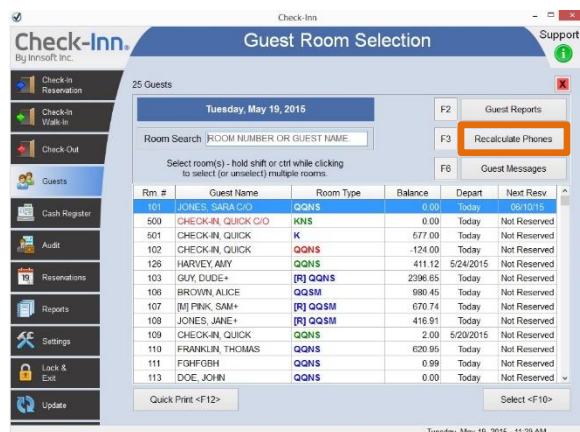 Check-Inn
Check-Inn.
By Innsoft Inc.
Guest Room Selection
Support
Check-In Reservation
Check-In Walk-In
Check-Out
Guests
Cash Register
Audit
19
Reservations
Reports
Settings
Lock & Exit
Update
25 Guests
X
Tuesday, May 19, 2015
F2 Guest Reports
Room Search ROOM NUMBER OR GUEST NAME.
F3 Recalculate Phones
Select room(s) - hold shift or ctrl while clicking
to select (or unselect) multiple rooms.
F6 Guest Messages
Rm. # Guest Name Room Type Balance Depart Next Resv.
101 JONES, SARA C/O QQNS 0.00 Today 06/10/15
500 CHECK-IN, QUICK C/O KNS 0.00 Today Not Reserved
501 CHECK-IN, QUICK K 577.00 Today Not Reserved
102 CHECK-IN, QUICK QQNS -124.00 Today Not Reserved
126 HARVEY, AMY QQNS 411.12 5/24/2015 Not Reserved
103 GUY, DUDE+ [R] QQNS 2396.65 Today Not Reserved
106 BROWN, ALICE QQSM 980.45 Today Not Reserved
107 [M] PINK, SAM+ [R] QQSM 670.74 Today Not Reserved
108 JONES, JANE+ [R] QQSM 416.91 Today Not Reserved
109 CHECK-IN, QUICK QQNS 2.00 5/20/2015 Not Reserved
110 FRANKLIN, THOMAS QQNS 620.95 Today Not Reserved
111 FGHFGBH QQNS 0.99 Today Not Reserved
113 DOE, JOHN QQNS 0.00 Today Not Reserved
Quick Print <F12>
Select <F10>
Tuesday, May 19, 2015 11:29 AM